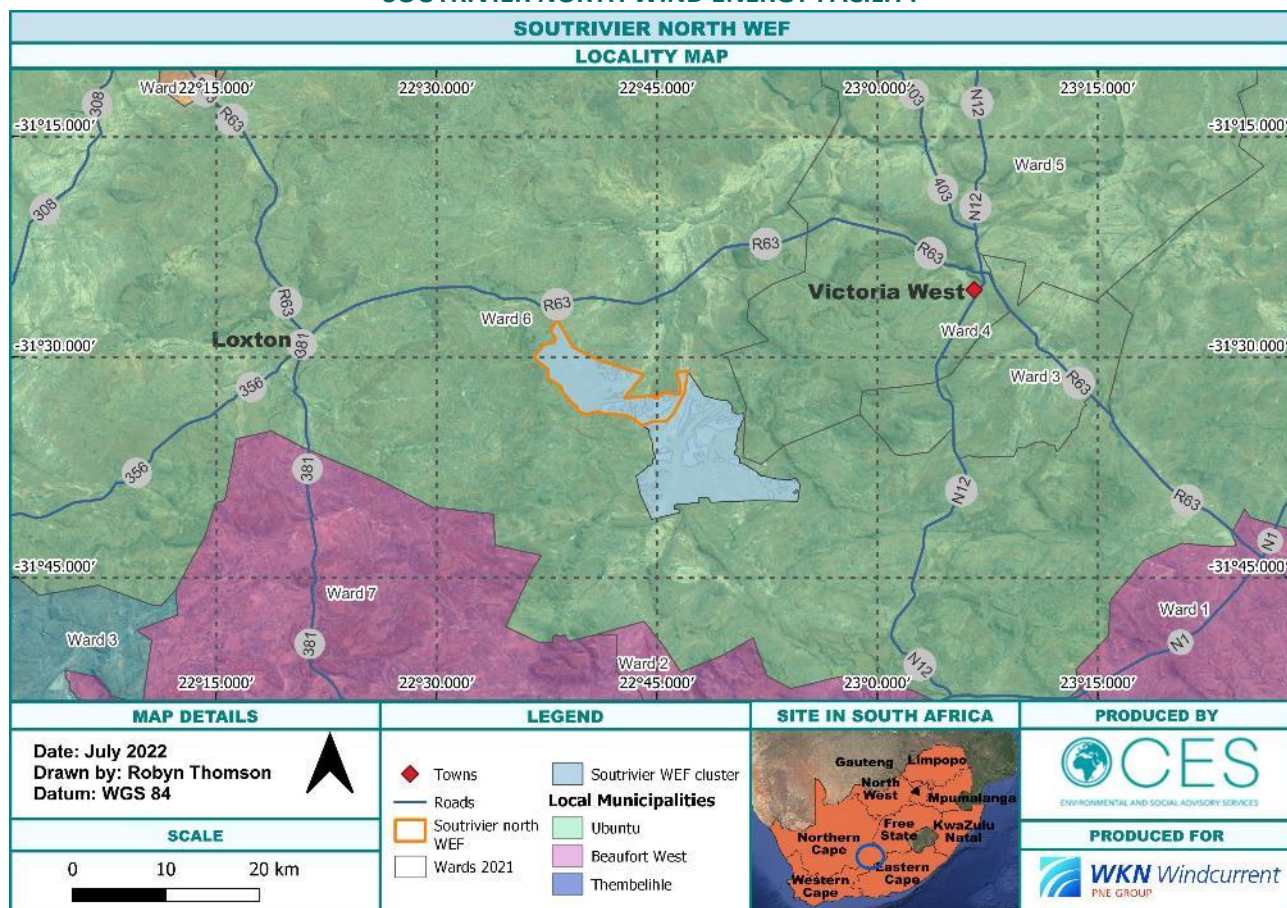 SOUTRIVIER NORTH WIND ENERGY FACILITY
SOUTRIVIER NORTH WEF
LOCALITY MAP
Ward 22°15.000' 22°30.000' 22°45.000' 23°0.000' 23°15.000'
308 R63 403 N12
-31°15.000' -31°15.000'
Ward 5
308 403 N12
R63 R63
Victoria West
R63 R63
Ward 6 Ward 4
Loxton 381
-31°30.000' -31°30.000'
356 Ward 3 R63
356 381 N12 R63
N1
-31°45.000' -31°45.000'
Ward 7 Ward 1
Ward 3 381 Ward 2 N12 N1
22°15.000' 22°30.000' 22°45.000' 23°0.000' 23°15.000'
MAP DETAILS
Date: July 2022
Drawn by: Robyn Thomson
Datum: WGS 84
SCALE
0 10 20 km
LEGEND
Towns
Roads
Soutrivier north
WEF
Wards 2021
Soutrivier WEF cluster
Local Municipalities
Ubuntu
Beaufort West
Thembelihle
SITE IN SOUTH AFRICA
Gauteng Limpopo
North
West Mpumalanga
Free
State KwaZulu
Natal
Northern
Cape
Eastern
Cape
Western
Cape
PRODUCED BY
CES
ENVIRONMENTAL AND SOCIAL ADVISORY SERVICES
PRODUCED FOR
WKN Windcurrent
PNE GROUP